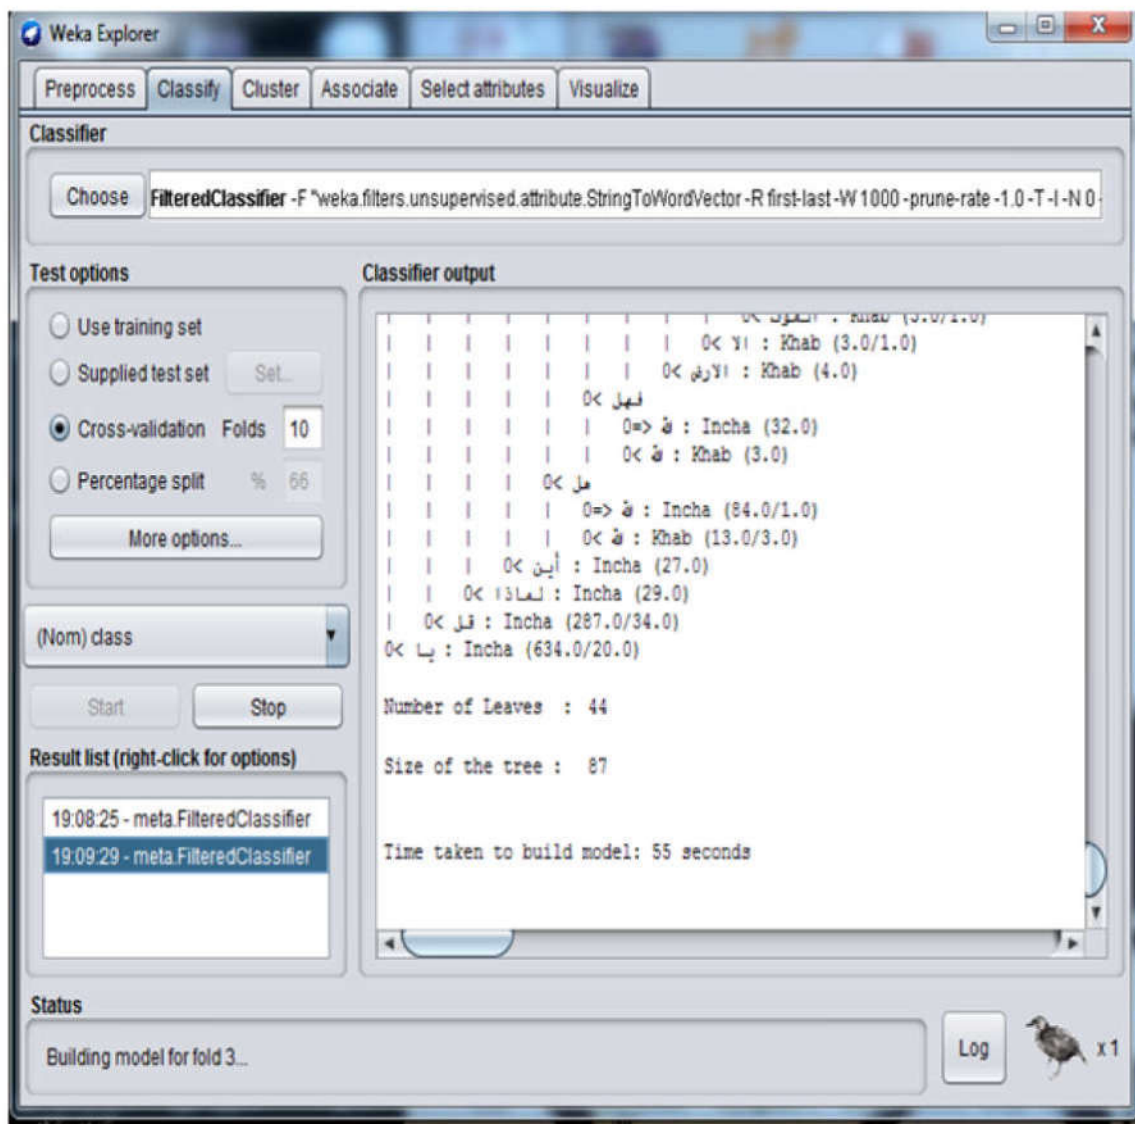 Weka Explorer
Preprocess Classify Cluster Associate Select attributes Visualize
Classifier
Choose FilteredClassifier -F "weka.filters.unsupervised.attribute.StringToWordVector -R first-last -W 1000 -prune-rate -1.0 -T -I -N 0 -
Test options
Use training set
Supplied test set Set...
Cross-validation Folds 10
Percentage split % 66
More options...
(Nom) class
Start Stop
Result list (right-click for options)
19:08:25 - meta.FilteredClassifier
19:09:29 - meta.FilteredClassifier
Classifier output
| | | | | | | | | 0< : Khab (3.0/1.0)
| | | | | | | | 0< الا : Khab (3.0/1.0)
| | | | | | | 0< الارض : Khab (4.0)
| | | | | 0< فهل
| | | | | | 0=> ة : Incha (32.0)
| | | | | | 0< ة : Khab (3.0)
| | | | 0< هل
| | | | | 0=> ة : Incha (84.0/1.0)
| | | | | 0< ة : Khab (13.0/3.0)
| | | 0< أين : Incha (27.0)
| | 0< لماذا : Incha (29.0)
| 0< قل : Incha (287.0/34.0)
0< يا : Incha (634.0/20.0)
Number of Leaves : 44
Size of the tree : 87
Time taken to build model: 55 seconds
Status
Building model for fold 3...
Log
x 1